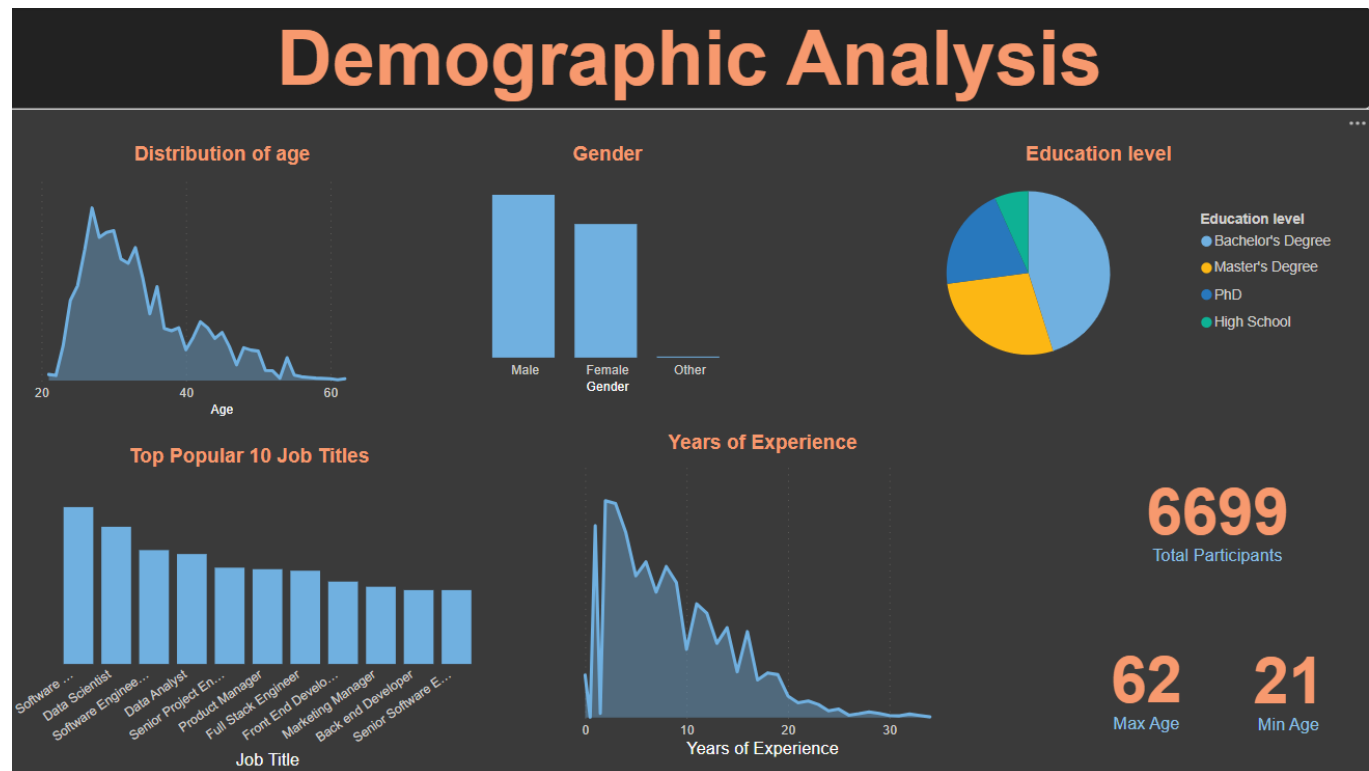 Demographic Analysis
Distribution of age
20 40 60
Age
Gender
Male Female Other
Gender
Education level
Education level
Bachelor's Degree
Master's Degree
PhD
High School
Top Popular 10 Job Titles
Software ...
Data Scientist
Software Enginee...
Data Analyst
Senior Project En...
Product Manager
Full Stack Engineer
Front End Develo...
Marketing Manager
Back end Developer
Senior Software E...
Job Title
Years of Experience
0 10 20 30
Years of Experience
6699
Total Participants
62
Max Age
21
Min Age